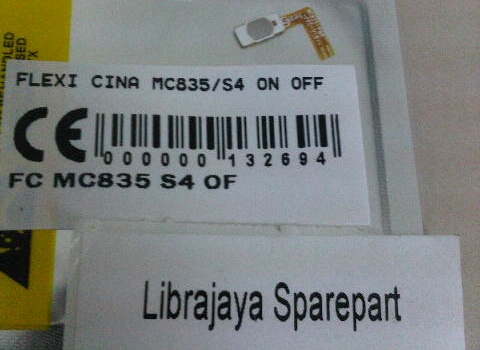 FLEXI CINA MC835/S4 ON OFF
CE
000000 132694
FC MC835 S4 OF
Librajaya Sparepart